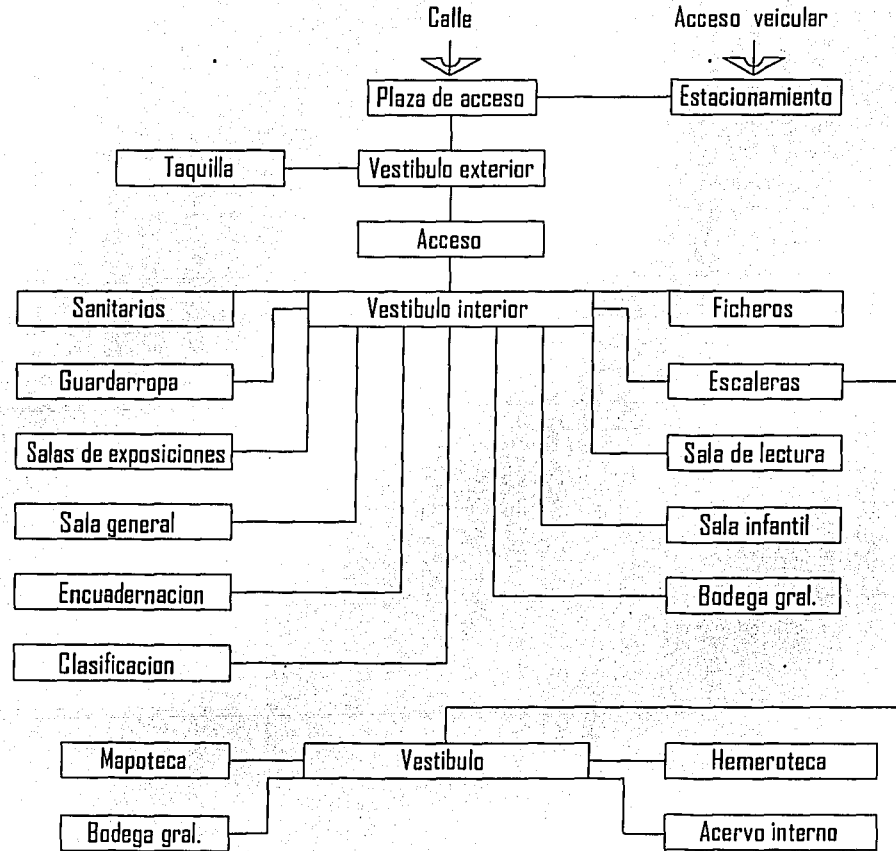 Calle
Acceso veicular
Plaza de acceso
Estacionamiento
Taquilla
Vestibulo exterior
Acceso
Sanitarios
Vestibulo interior
Ficheros
Guardarropa
Escaleras
Salas de exposiciones
Sala de lectura
Sala general
Sala infantil
Encuadernacion
Bodega gral.
Clasificacion
Mapoteca
Vestibulo
Hemeroteca
Bodega gral.
Acervo interno